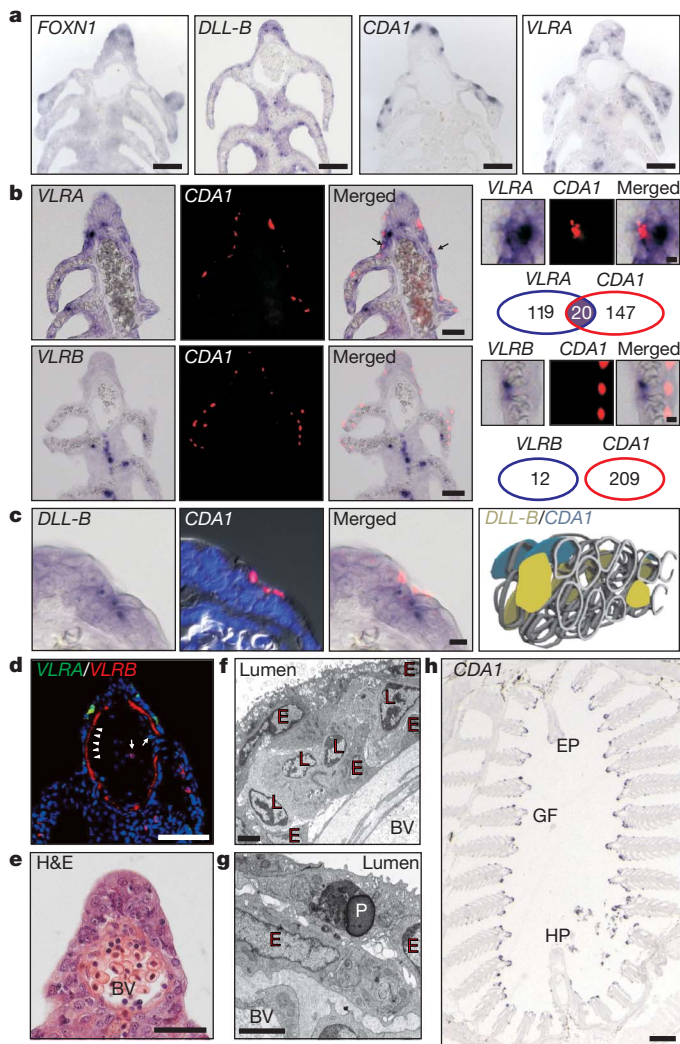 a
FOXN1
DLL-B
CDA1
VLRA
b
VLRA
CDA1
Merged
VLRA
CDA1
Merged
VLRA
CDA1
119
20
147
VLRB
CDA1
Merged
VLRB
CDA1
Merged
VLRB
CDA1
12
209
c
DLL-B
CDA1
Merged
DLL-B/CDA1
d
VLRA/VLRB
f
Lumen
E
E
L
E
L
L
E
L
E
BV
h
CDA1
EP
GF
HP
e
H&E
BV
g
Lumen
P
E
E
BV